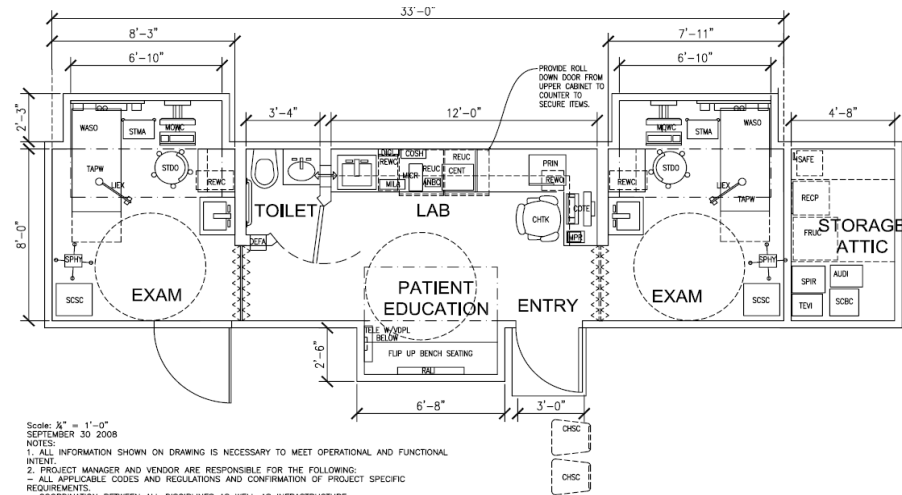 33'-0"
8'-3"
7'-11"
6'-10"
6'-10"
PROVIDE ROLL
DOWN DOOR FROM
UPPER CABINET TO
COUNTER TO
SECURE ITEMS.
2'-3"
3'-4"
12'-0"
4'-8"
WASO
STMA
MOWC
MOWC
STMA
WASO
TAPW
STDO
LIEX
REWC
DIGI
REWC
COSH
MICR
REUC
ANBO
MILA
REUC
CENT
PRIN
REWO
REWC
STDO
LIEX
TAPW
SAFE
RECP
FRUC
8'-0"
TOILET
LAB
CHTK
COTE
MPR
DEFA
STORAGE
ATTIC
SPHY
SCSC
EXAM
PATIENT
EDUCATION
ENTRY
EXAM
SPHY
SCSC
SPIR
AUDI
TEVI
SCBC
TELE W/VDPL
BELOW
FLIP UP BENCH SEATING
RALI
2'-6"
6'-8"
3'-0"
CHSC
CHSC
Scale: ¼" = 1'-0"
SEPTEMBER 30 2008
NOTES:
1. ALL INFORMATION SHOWN ON DRAWING IS NECESSARY TO MEET OPERATIONAL AND FUNCTIONAL
INTENT.
2. PROJECT MANAGER AND VENDOR ARE RESPONSIBLE FOR THE FOLLOWING:
- ALL APPLICABLE CODES AND REGULATIONS AND CONFIRMATION OF PROJECT SPECIFIC
REQUIREMENTS.